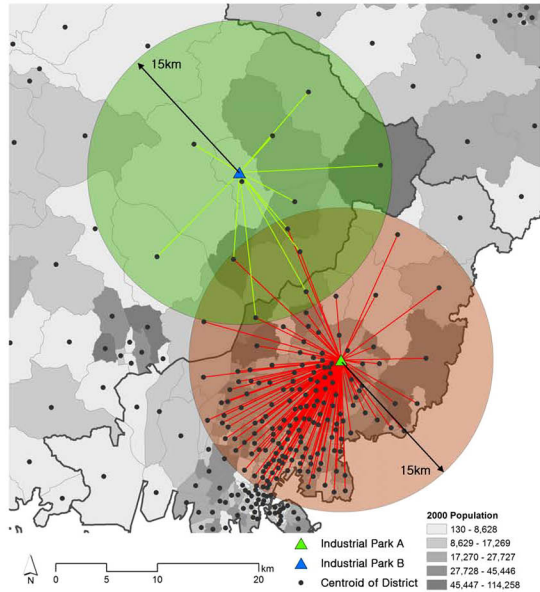 15km
15km
2000 Population
130 - 8,628
8,629 - 17,269
17,270 - 27,727
27,728 - 45,446
45,447 - 114,258
Industrial Park A
Industrial Park B
Centroid of District
N
km
0 5 10 20